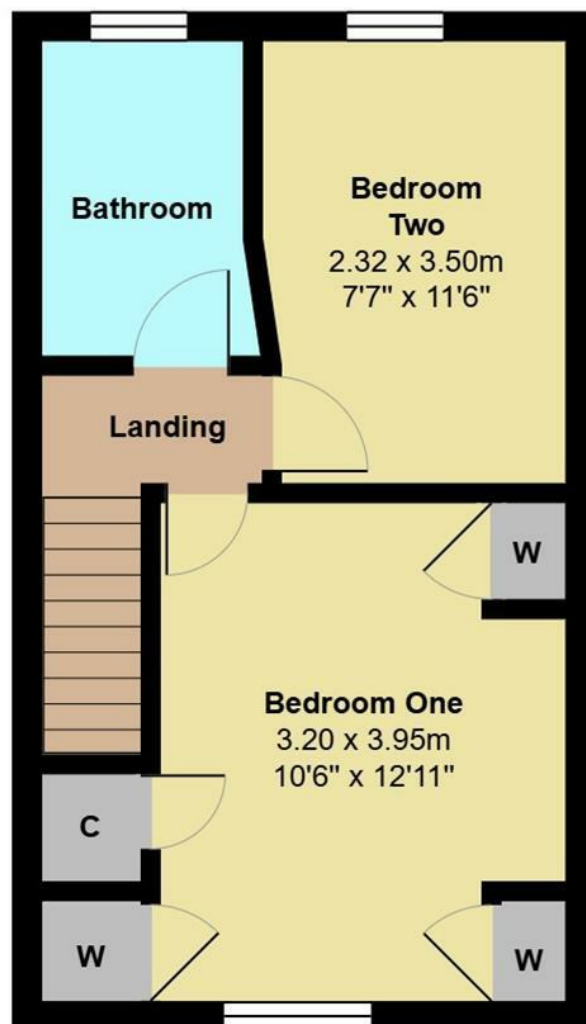 Bathroom
Bedroom
Two
2.32 x 3.50m
7'7" x 11'6"
Landing
W
Bedroom One
3.20 x 3.95m
10'6" x 12'11"
C
W
W